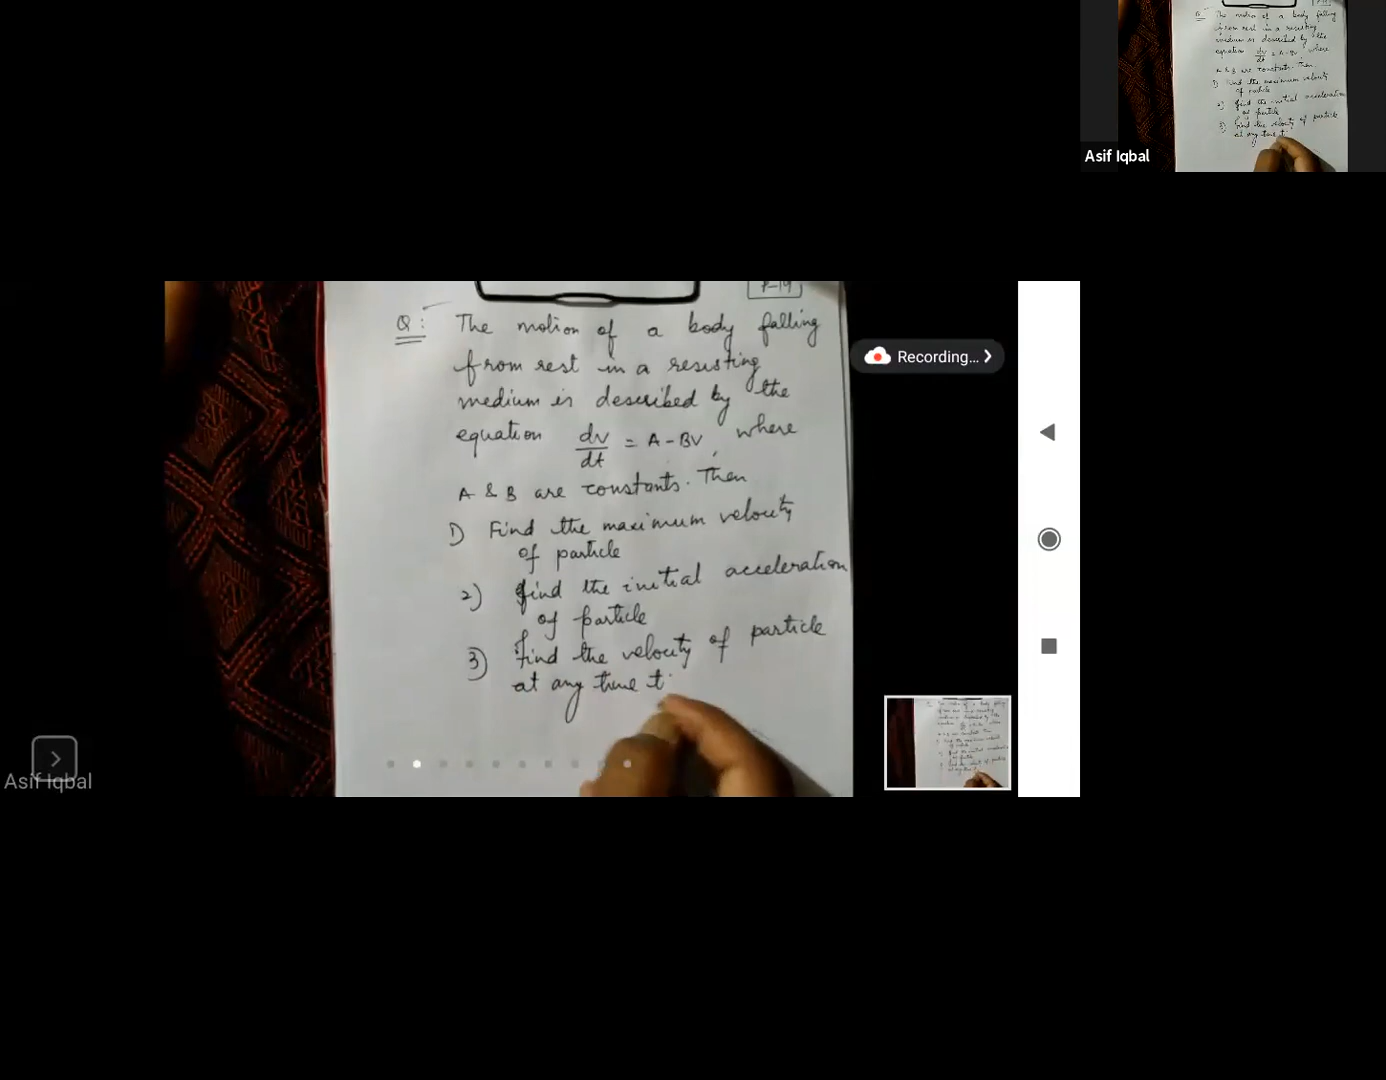 Asif Iqbal
P-19
Q: The motion of a body falling
from rest in a resisting
medium is described by the
equation dv/dt = A - BV, where
A & B are constants. Then
1) Find the maximum velocity
of particle
2) find the initial acceleration
of particle
3) find the velocity of particle
at any time t.
Recording...
Asif Iqbal